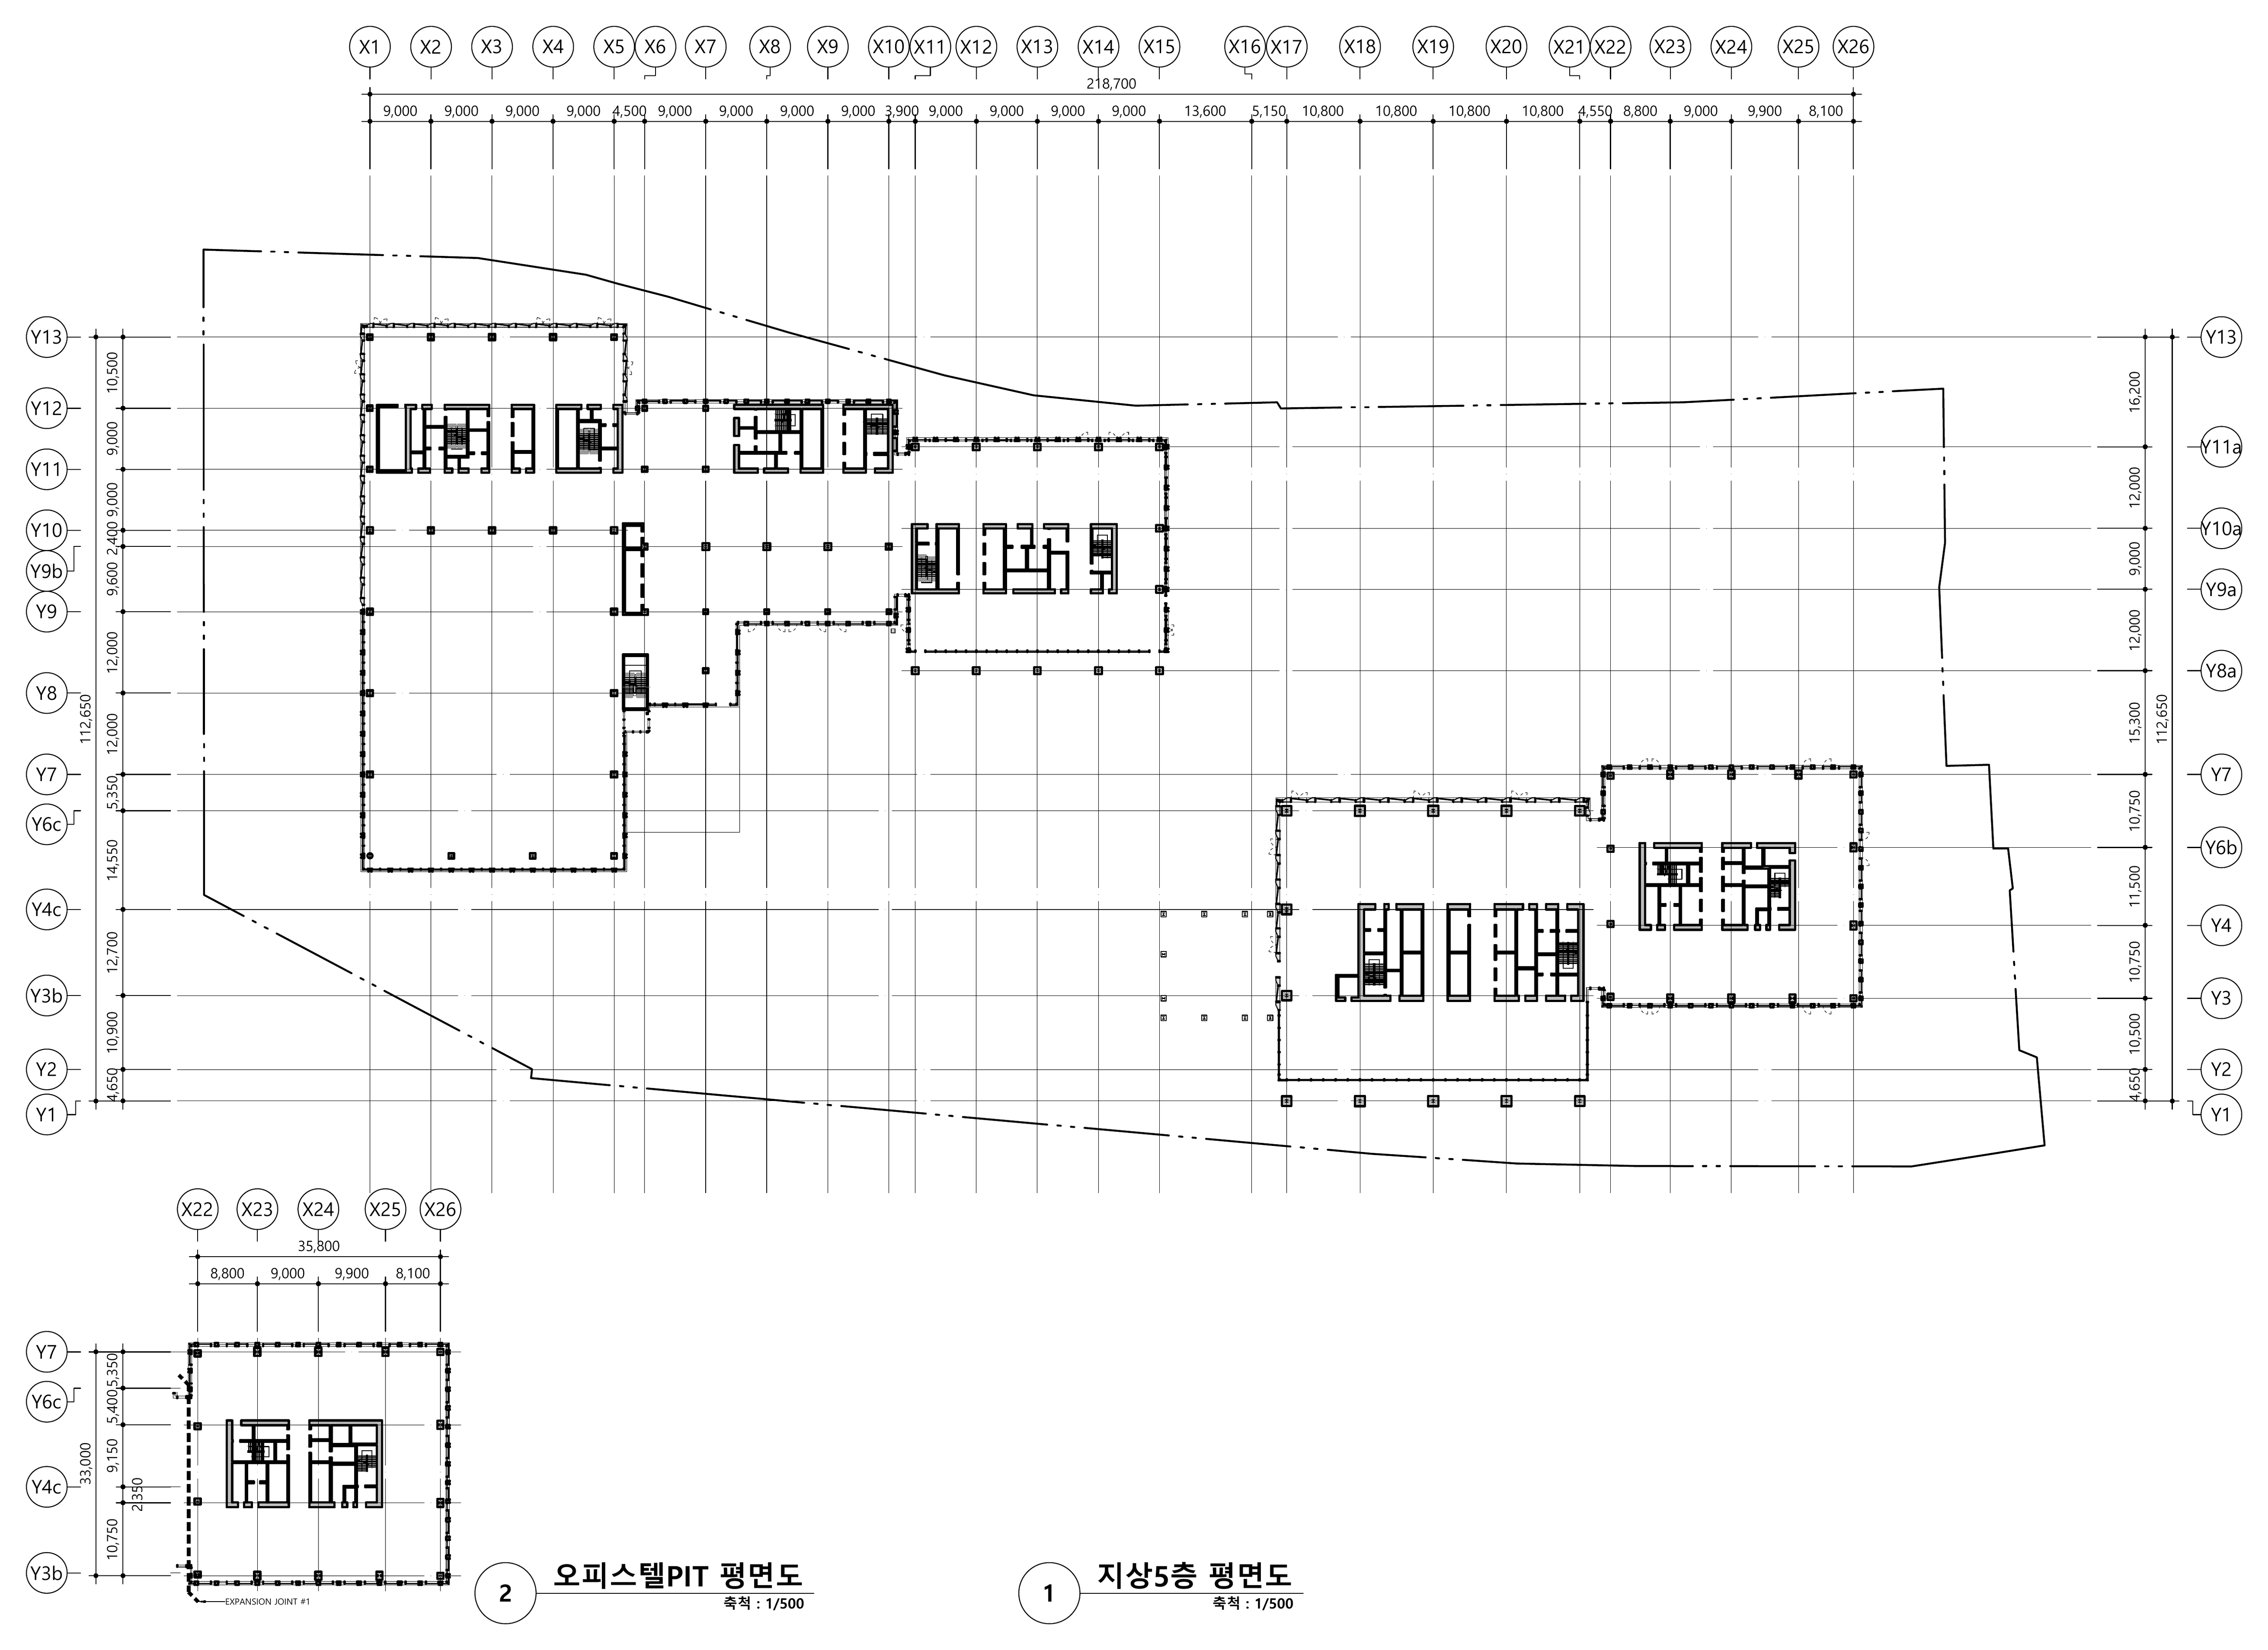 X1 X2 X3 X4 X5 X6 X7 X8 X9 X10 X11 X12 X13 X14 X15 X16 X17 X18 X19 X20 X21 X22 X23 X24 X25 X26
218,700
9,000 9,000 9,000 9,000 4,500 9,000 9,000 9,000 9,000 3,900 9,000 9,000 9,000 9,000 13,600 5,150 10,800 10,800 10,800 10,800 4,550 8,800 9,000 9,900 8,100
Y13
Y12
Y11
Y10
Y9b
Y9
Y8
Y7
Y6c
Y4c
Y3b
Y2
Y1
112,650
10,500
9,000
9,000
2,400
9,600
12,000
12,000
5,350
14,550
12,700
10,900
4,650
16,200
12,000
9,000
12,000
15,300
10,750
11,500
10,750
10,500
4,650
112,650
Y13
Y11a
Y10a
Y9a
Y8a
Y7
Y6b
Y4
Y3
Y2
Y1
X22 X23 X24 X25 X26
35,800
8,800 9,000 9,900 8,100
Y7
Y6c
Y4c
Y3b
33,000
5,350
5,400
9,150
2,350
10,750
EXPANSION JOINT #1
2
오피스텔PIT 평면도
축척 : 1/500
1
지상5층 평면도
축척 : 1/500